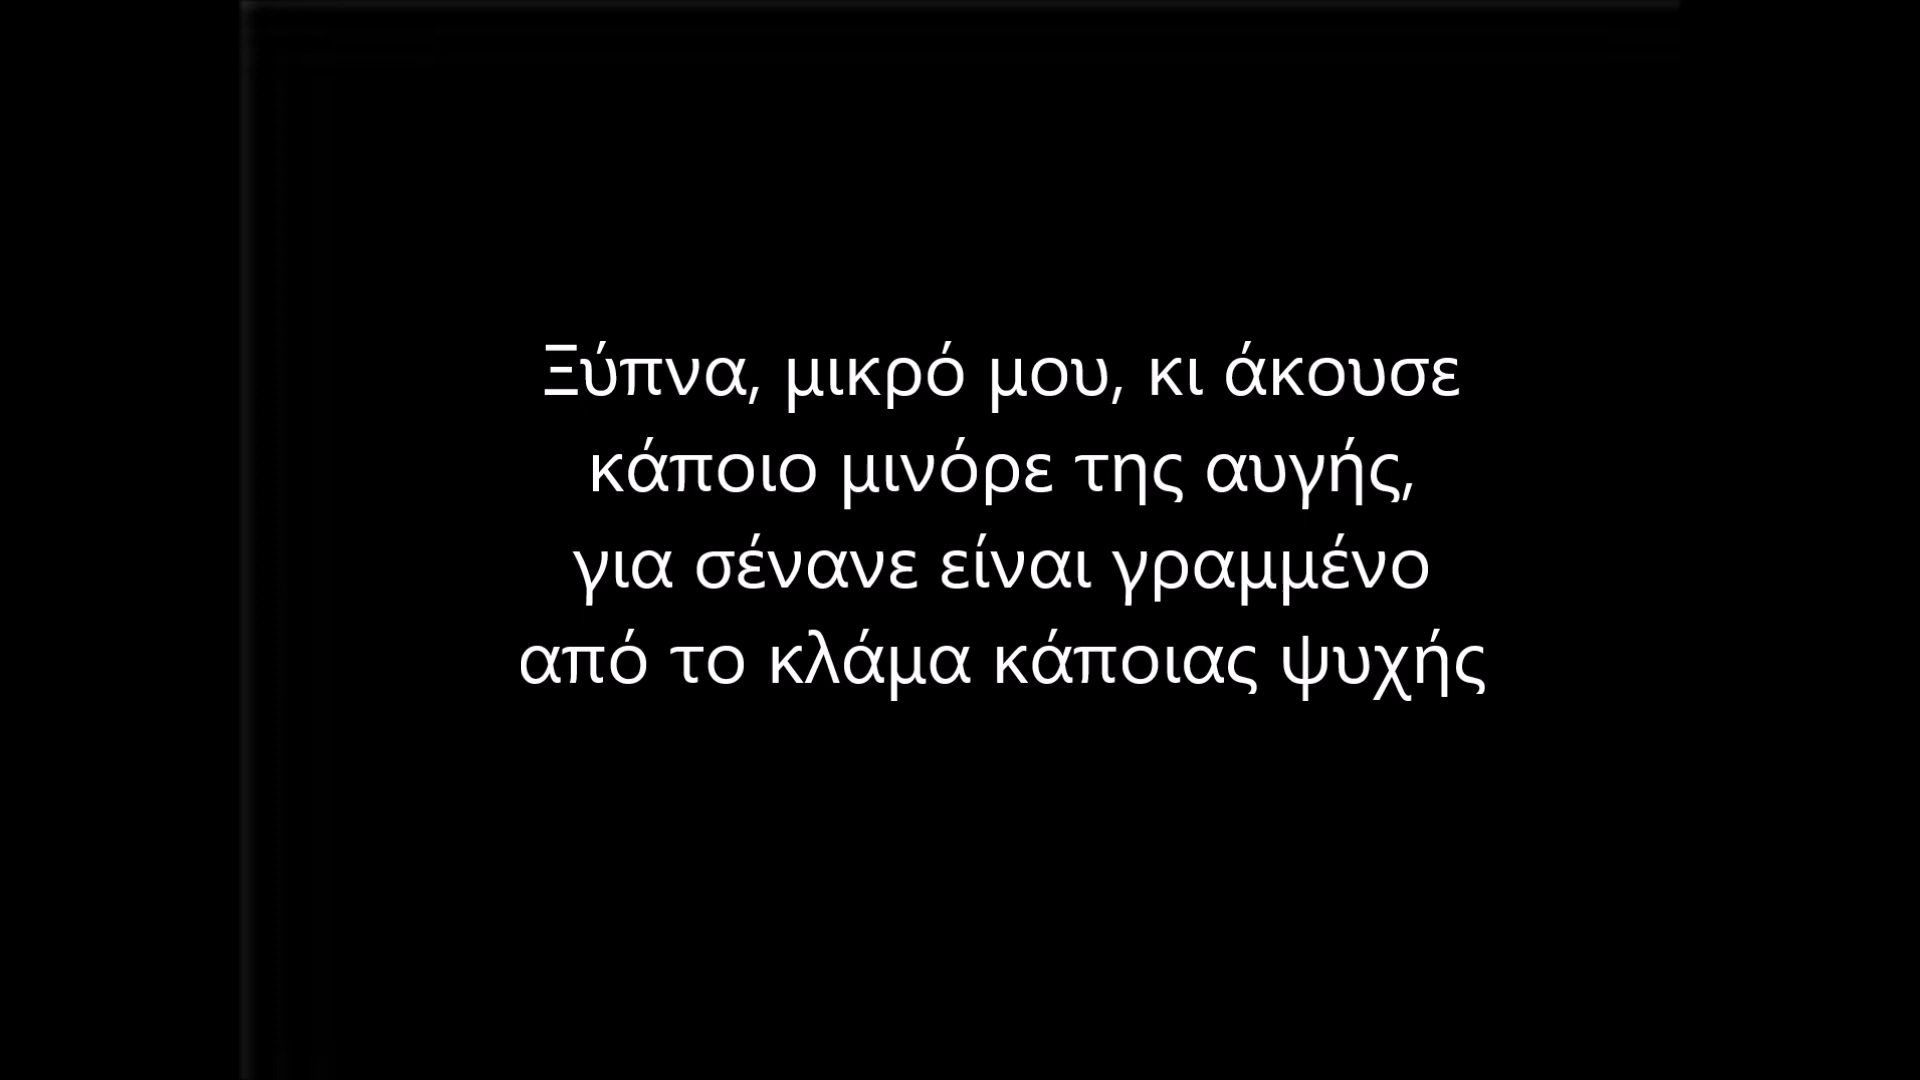 Ξύπνα, μικρό μου, κι άκουσε
κάποιο μινόρε της αυγής,
για σένανε είναι γραμμένο
από το κλάμα κάποιας ψυχής